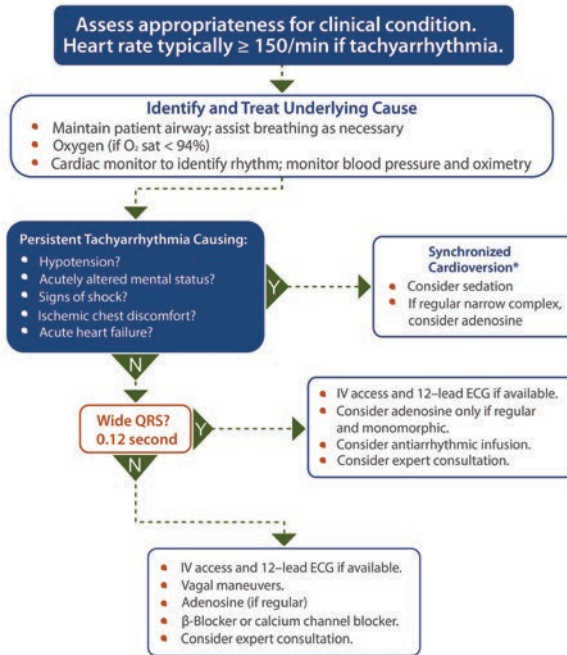 Assess appropriateness for clinical condition.
Heart rate typically ≥ 150/min if tachyarrhythmia.
Identify and Treat Underlying Cause
• Maintain patient airway; assist breathing as necessary
• Oxygen (if O₂ sat < 94%)
• Cardiac monitor to identify rhythm; monitor blood pressure and oximetry
Persistent Tachyarrhythmia Causing:
• Hypotension?
• Acutely altered mental status?
• Signs of shock?
• Ischemic chest discomfort?
• Acute heart failure?
Y
Synchronized
Cardioversion*
• Consider sedation
• If regular narrow complex,
consider adenosine
N
Wide QRS?
0.12 second
Y
• IV access and 12–lead ECG if available.
• Consider adenosine only if regular
and monomorphic.
• Consider antiarrhythmic infusion.
• Consider expert consultation.
N
• IV access and 12–lead ECG if available.
• Vagal maneuvers.
• Adenosine (if regular)
• β-Blocker or calcium channel blocker.
• Consider expert consultation.